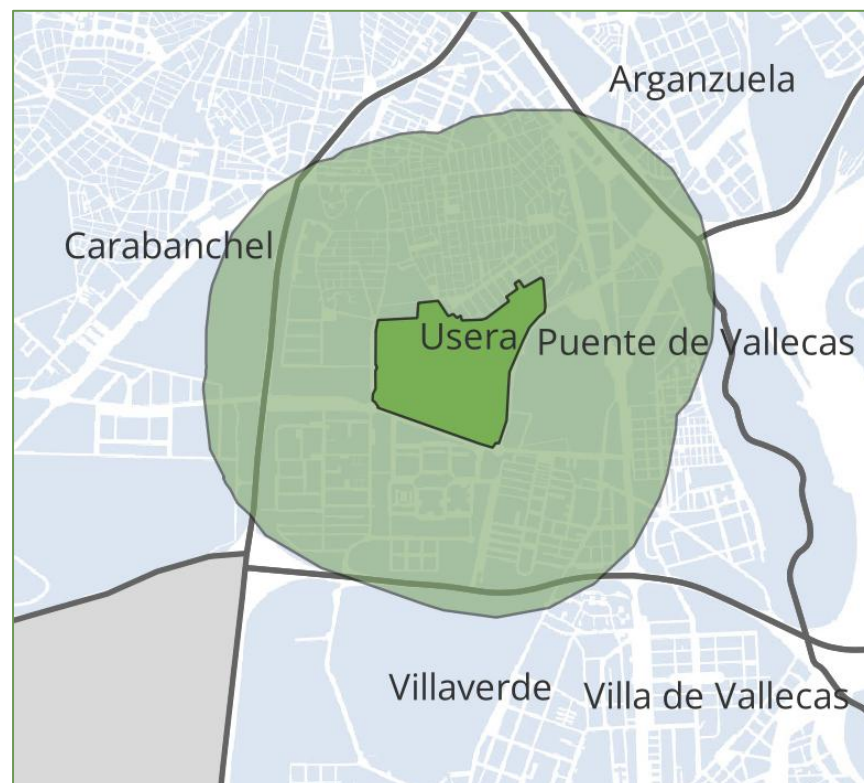 Arganzuela
Carabanchel
Usera
Puente de Vallecas
Villaverde
Villa de Vallecas